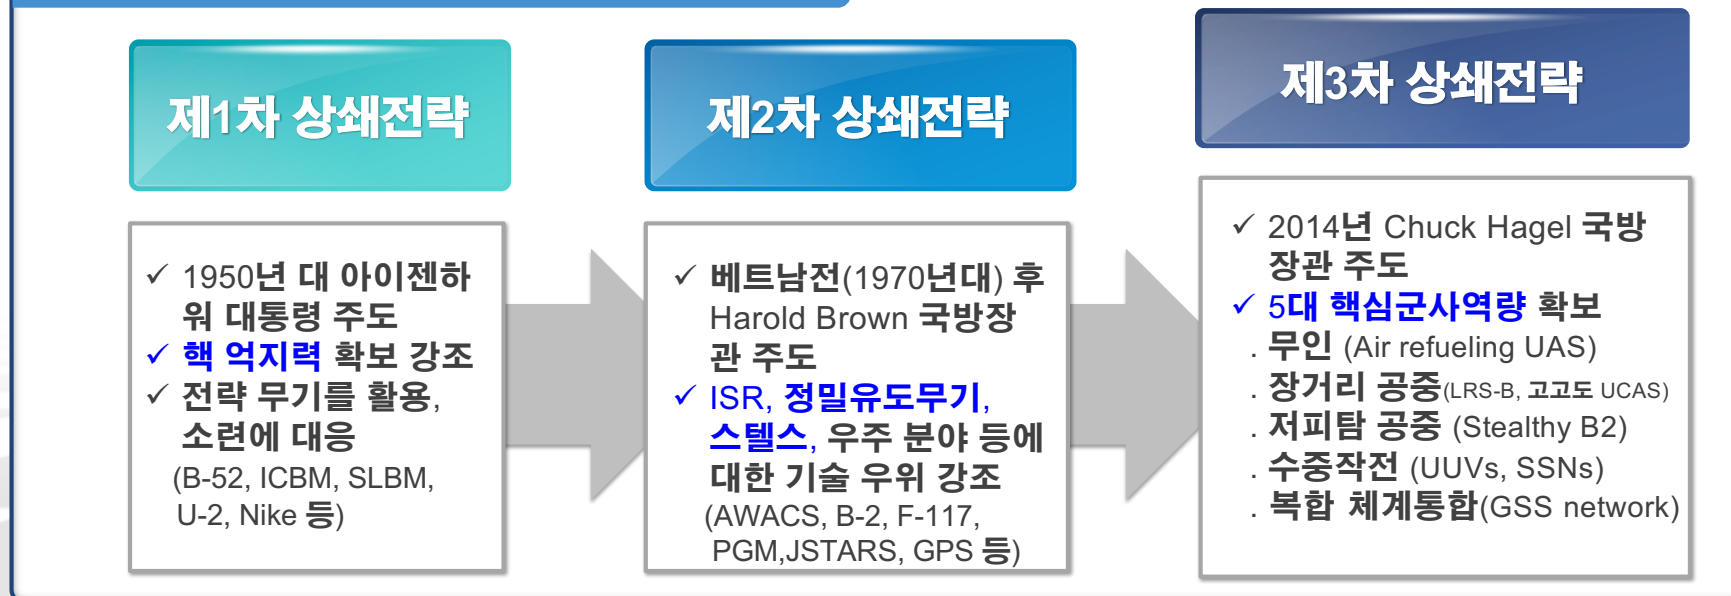 제1차 상쇄전략
✓ 1950년 대 아이젠하
워 대통령 주도
✓ 핵 억지력 확보 강조
✓ 전략 무기를 활용,
소련에 대응
(B-52, ICBM, SLBM,
U-2, Nike 등)
제2차 상쇄전략
✓ 베트남전(1970년대) 후
Harold Brown 국방장
관 주도
✓ ISR, 정밀유도무기,
스텔스, 우주 분야 등에
대한 기술 우위 강조
(AWACS, B-2, F-117,
PGM,JSTARS, GPS 등)
제3차 상쇄전략
✓ 2014년 Chuck Hagel 국방
장관 주도
✓ 5대 핵심군사역량 확보
. 무인 (Air refueling UAS)
. 장거리 공중(LRS-B, 고고도 UCAS)
. 저피탐 공중 (Stealthy B2)
. 수중작전 (UUVs, SSNs)
. 복합 체계통합(GSS network)